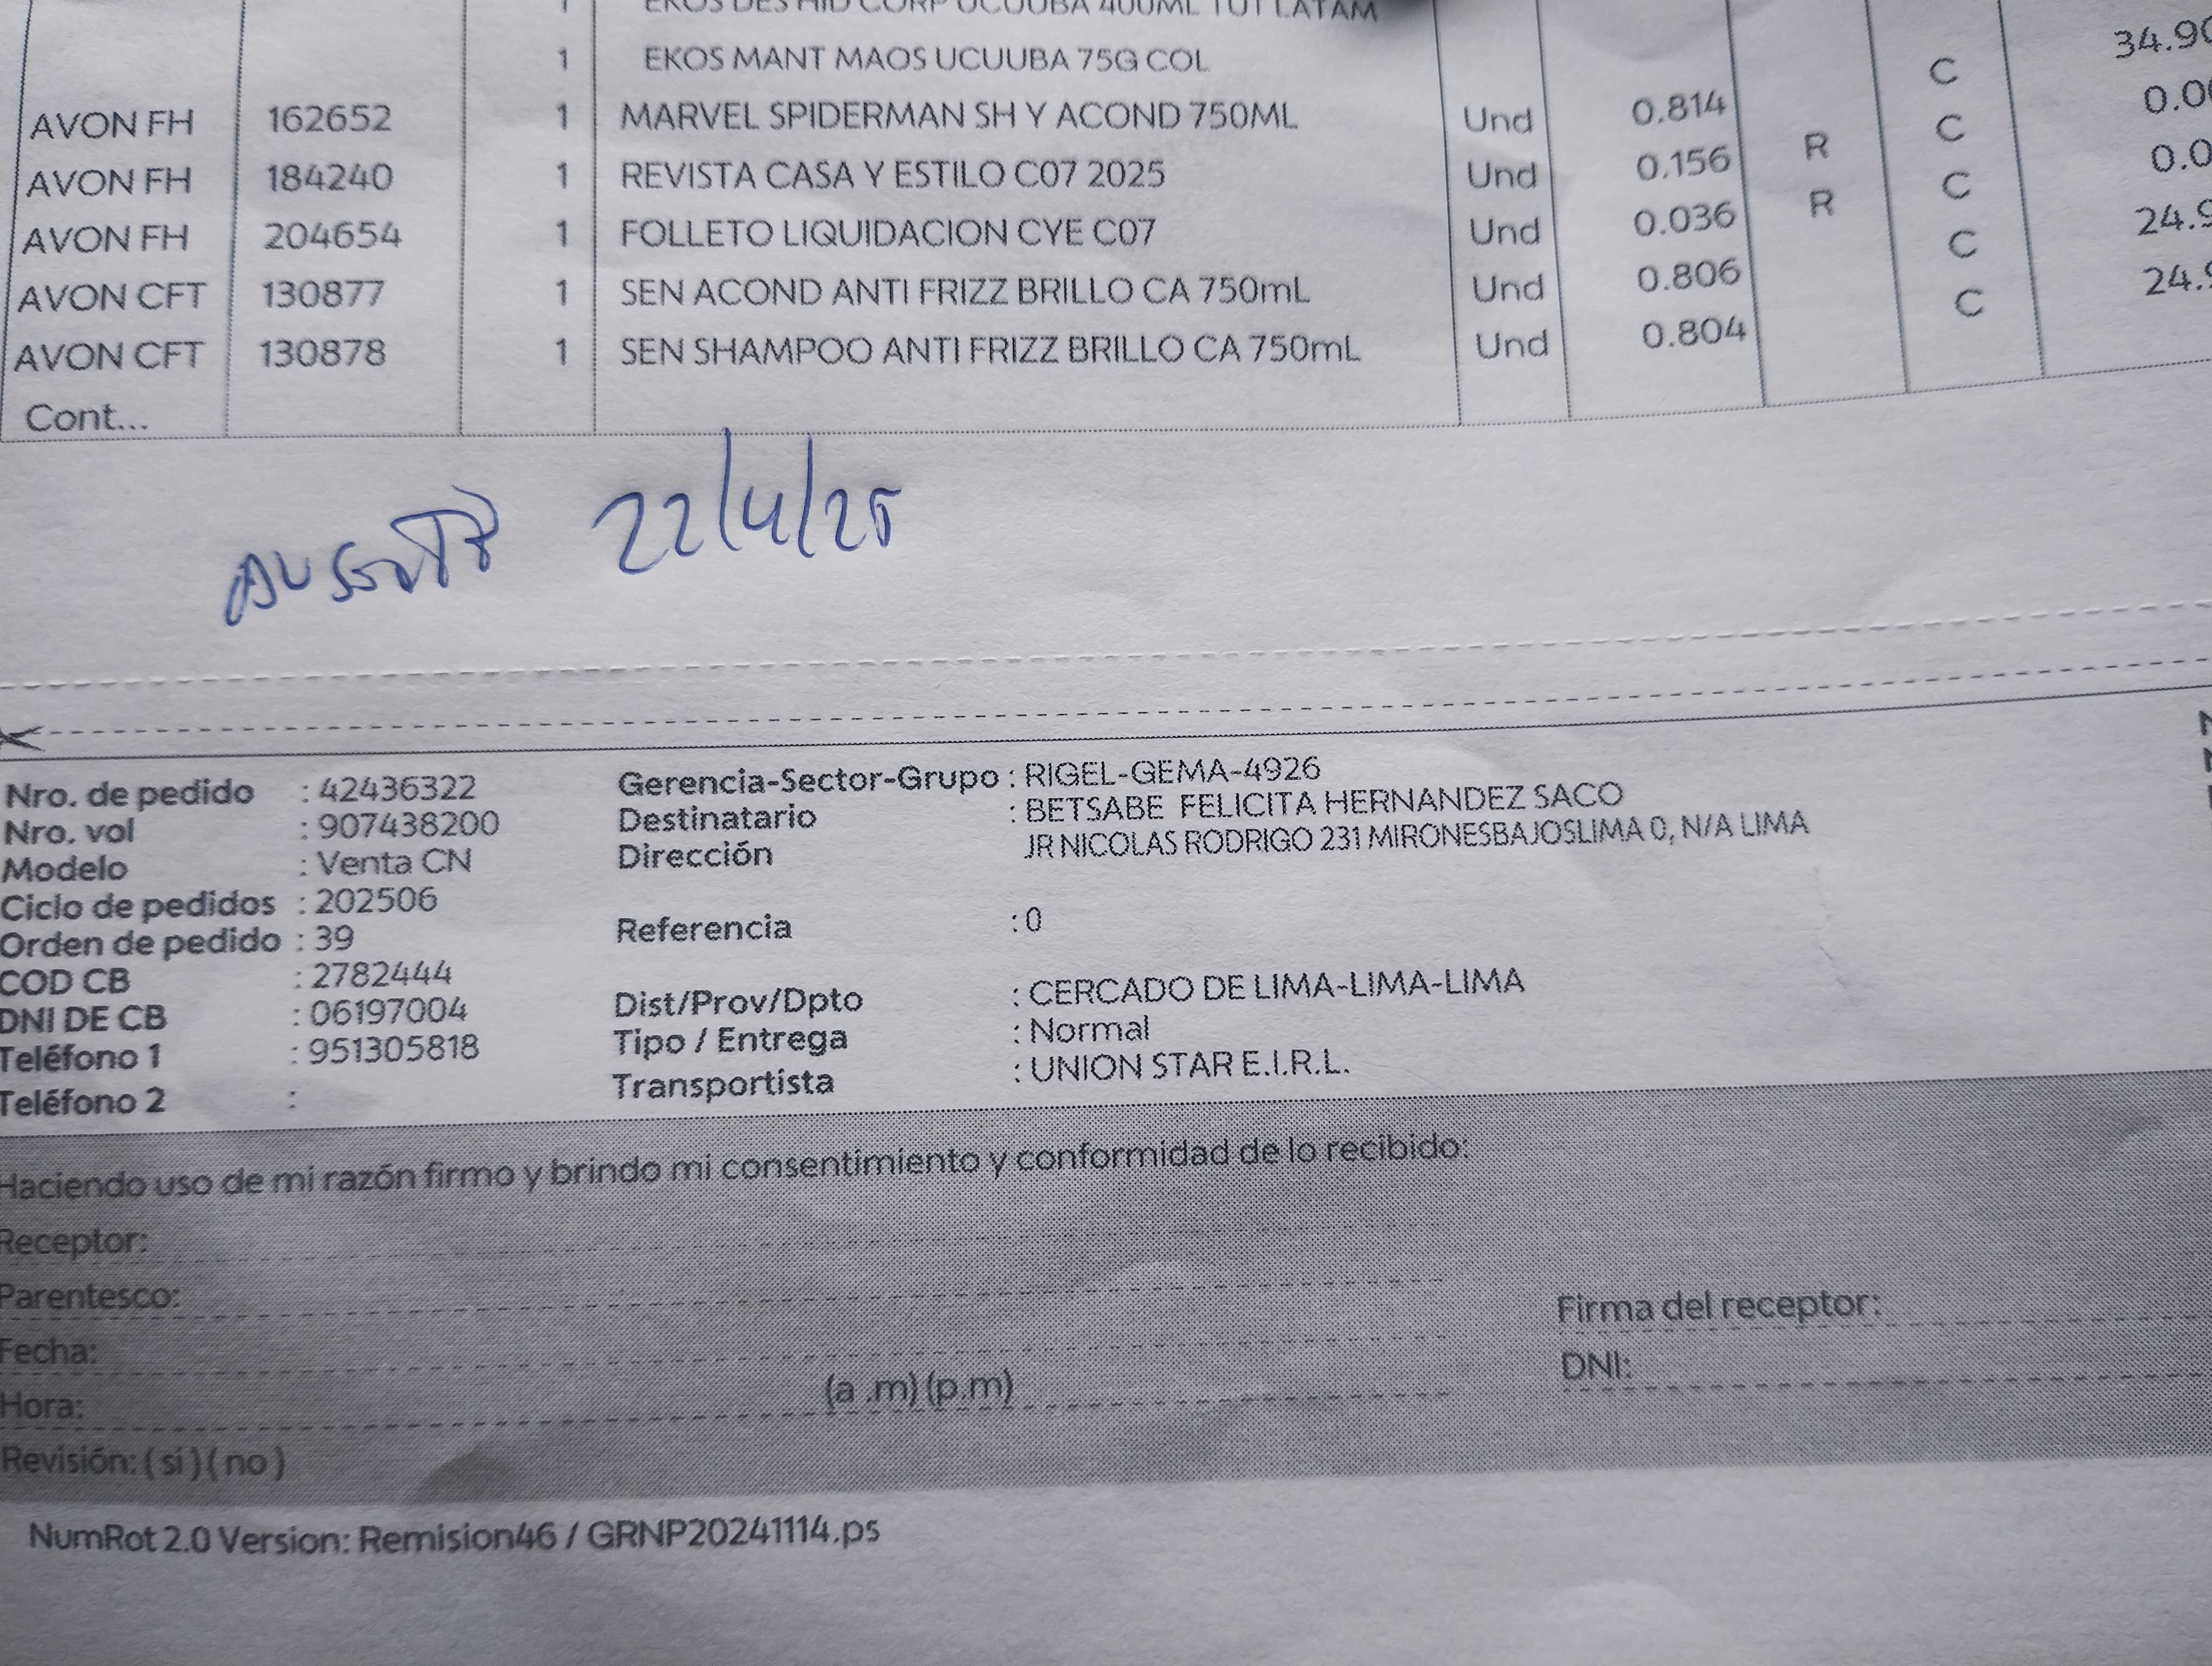 1 EKOS DES HID CORP UCUUBA 400ML TOT LATAM
1 EKOS MANT MAOS UCUUBA 75G COL C 34.90
AVON FH 162652 1 MARVEL SPIDERMAN SH Y ACOND 750ML Und 0.814 C
AVON FH 184240 1 REVISTA CASA Y ESTILO C07 2025 Und 0.156 R C
AVON FH 204654 1 FOLLETO LIQUIDACION CYE C07 Und 0.036 R C
AVON CFT 130877 1 SEN ACOND ANTI FRIZZ BRILLO CA 750mL Und 0.806 C
AVON CFT 130878 1 SEN SHAMPOO ANTI FRIZZ BRILLO CA 750mL Und 0.804
Cont...
22/4/25
Nro. de pedido : 42436322 Gerencia-Sector-Grupo : RIGEL-GEMA-4926
Nro. vol : 907438200 Destinatario : BETSABE FELICITA HERNANDEZ SACO
Modelo : Venta CN Dirección JR NICOLAS RODRIGO 231 MIRONESBAJOSLIMA 0, N/A LIMA
Ciclo de pedidos : 202506
Orden de pedido : 39 Referencia : 0
COD CB : 2782444
DNI DE CB : 06197004 Dist/Prov/Dpto : CERCADO DE LIMA-LIMA-LIMA
Teléfono 1 : 951305818 Tipo / Entrega : Normal
Teléfono 2 : Transportista : UNION STAR E.I.R.L.
Haciendo uso de mi razón firmo y brindo mi consentimiento y conformidad de lo recibido:
Receptor:
Parentesco:
Firma del receptor:
Fecha:
DNI:
Hora: (a .m) (p.m)
Revisión: ( si ) ( no )
NumRot 2.0 Version: Remision46 / GRNP20241114.ps